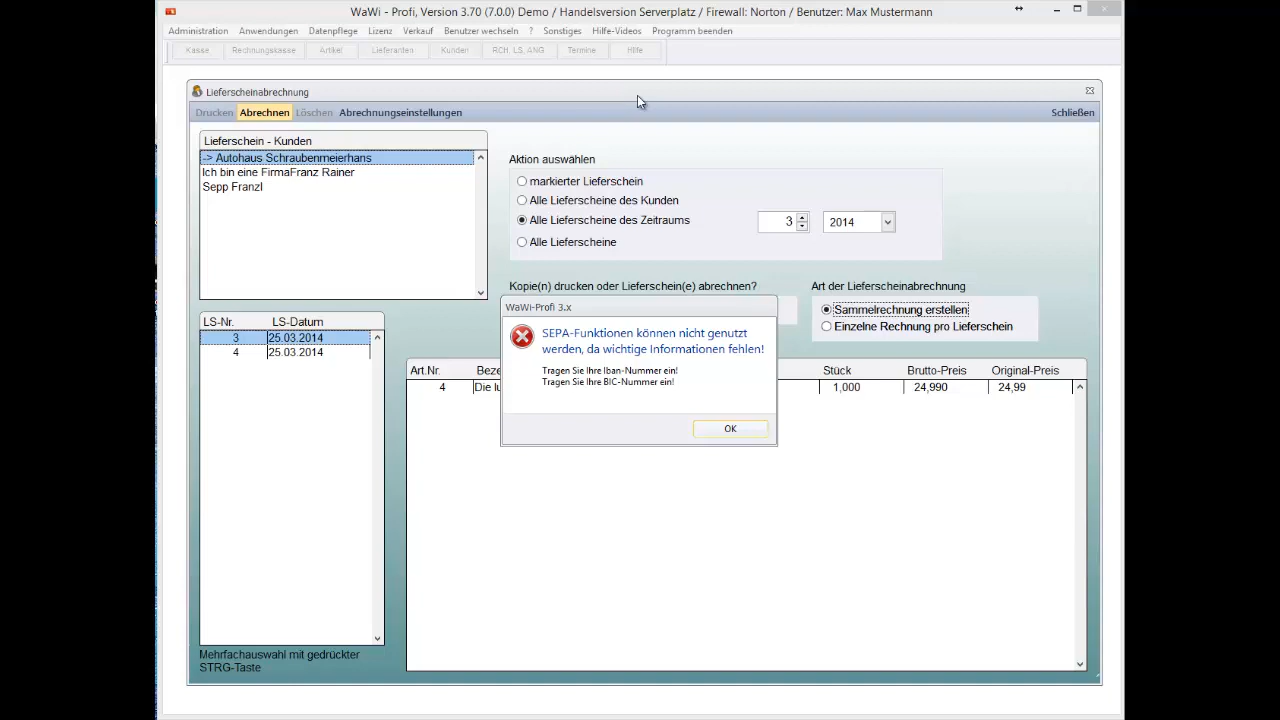 WaWi - Profi, Version 3.70 (7.0.0) Demo / Handelsversion Serverplatz / Firewall: Norton / Benutzer: Max Mustermann
Administration Anwendungen Datenpflege Lizenz Verkauf Benutzer wechseln ? Sonstiges Hilfe-Videos Programm beenden
Kasse Rechnungskasse Artikel Lieferanten Kunden RCH, LS, ANG Termine Hilfe
Lieferscheinabrechnung
Drucken Abrechnen Löschen Abrechnungseinstellungen Schließen
Lieferschein - Kunden
-> Autohaus Schraubenmeierhans
Ich bin eine FirmaFranz Rainer
Sepp Franzl
Aktion auswählen
markierter Lieferschein
Alle Lieferscheine des Kunden
Alle Lieferscheine des Zeitraums 3 2014
Alle Lieferscheine
Kopie(n) drucken oder Lieferschein(e) abrechnen?
Art der Lieferscheinabrechnung
Sammelrechnung erstellen
Einzelne Rechnung pro Lieferschein
WaWi-Profi 3.x
SEPA-Funktionen können nicht genutzt
werden, da wichtige Informationen fehlen!
Tragen Sie Ihre Iban-Nummer ein!
Tragen Sie Ihre BIC-Nummer ein!
OK
LS-Nr. LS-Datum
3 25.03.2014
4 25.03.2014
Art.Nr. Beze Stück Brutto-Preis Original-Preis
4 Die lu 1,000 24,990 24,99
Mehrfachauswahl mit gedrückter
STRG-Taste